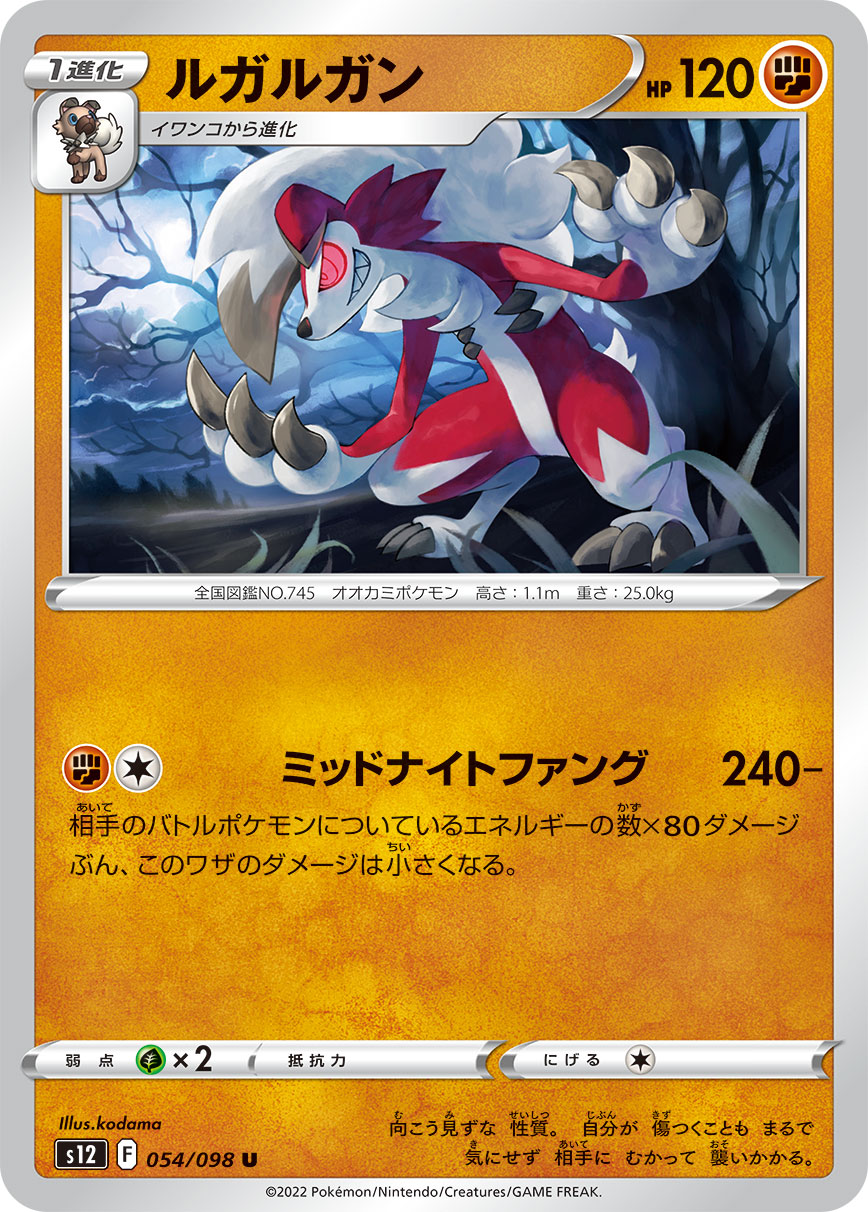 1進化
ルガルガン
HP 120
イワンコから進化
全国図鑑NO.745 オオカミポケモン 高さ:1.1m 重さ:25.0kg
ミッドナイトファング 240−
相手のバトルポケモンについているエネルギーの数×80ダメージ
ぶん、このワザのダメージは小さくなる。
弱点 ×2 抵抗力 にげる
Illus.kodama
向こう見ずな 性質。 自分が 傷つくことも まるで
気にせず 相手に むかって 襲いかかる。
s12 F 054/098 U
©2022 Pokémon/Nintendo/Creatures/GAME FREAK.